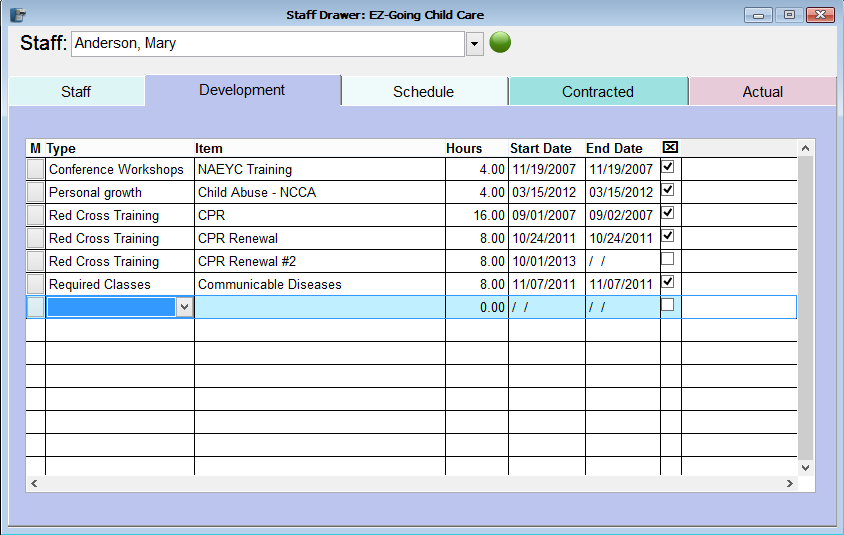 Staff Drawer: EZ-Going Child Care
Staff: Anderson, Mary
Staff Development Schedule Contracted Actual
M Type Item Hours Start Date End Date
Conference Workshops NAEYC Training 4.00 11/19/2007 11/19/2007
Personal growth Child Abuse - NCCA 4.00 03/15/2012 03/15/2012
Red Cross Training CPR 16.00 09/01/2007 09/02/2007
Red Cross Training CPR Renewal 8.00 10/24/2011 10/24/2011
Red Cross Training CPR Renewal #2 8.00 10/01/2013 / /
Required Classes Communicable Diseases 8.00 11/07/2011 11/07/2011
0.00 / / / /